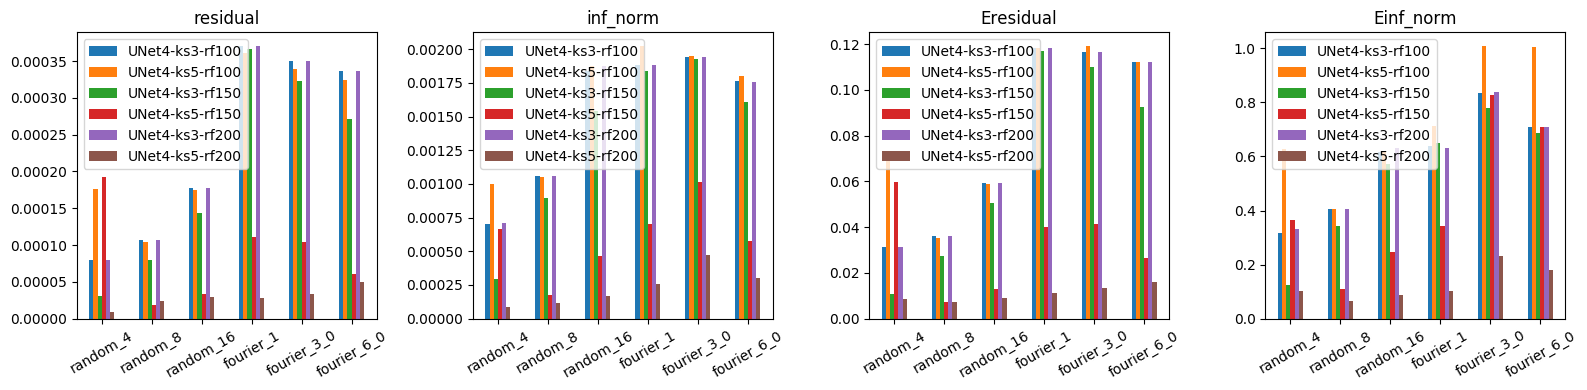 residual
0.00035
0.00030
0.00025
0.00020
0.00015
0.00010
0.00005
0.00000
UNet4-ks3-rf100
UNet4-ks5-rf100
UNet4-ks3-rf150
UNet4-ks5-rf150
UNet4-ks3-rf200
UNet4-ks5-rf200
random_4
random_8
random_16
fourier_1
fourier_3_0
fourier_6_0
inf_norm
0.00200
0.00175
0.00150
0.00125
0.00100
0.00075
0.00050
0.00025
0.00000
UNet4-ks3-rf100
UNet4-ks5-rf100
UNet4-ks3-rf150
UNet4-ks5-rf150
UNet4-ks3-rf200
UNet4-ks5-rf200
random_4
random_8
random_16
fourier_1
fourier_3_0
fourier_6_0
Eresidual
0.12
0.10
0.08
0.06
0.04
0.02
0.00
UNet4-ks3-rf100
UNet4-ks5-rf100
UNet4-ks3-rf150
UNet4-ks5-rf150
UNet4-ks3-rf200
UNet4-ks5-rf200
random_4
random_8
random_16
fourier_1
fourier_3_0
fourier_6_0
Einf_norm
1.0
0.8
0.6
0.4
0.2
0.0
UNet4-ks3-rf100
UNet4-ks5-rf100
UNet4-ks3-rf150
UNet4-ks5-rf150
UNet4-ks3-rf200
UNet4-ks5-rf200
random_4
random_8
random_16
fourier_1
fourier_3_0
fourier_6_0